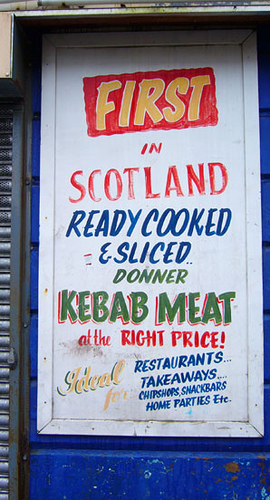 FIRST
IN
SCOTLAND
READY COOKED
& SLICED..
DONNER
KEBAB MEAT
at the RIGHT PRICE!
Ideal for
RESTAURANTS...
TAKEAWAYS,...
CHIPSHOPS, SNACKBARS
HOME PARTIES Etc.